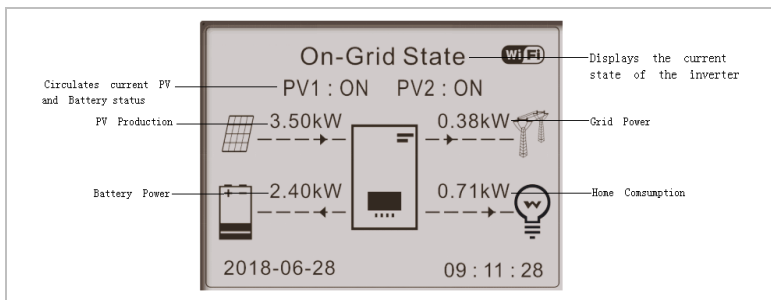 On-Grid State WiFi
Displays the current
state of the inverter
Circulates current PV
and Battery status
PV1 : ON PV2 : ON
PV Production
3.50kW
0.38kW
Grid Power
Battery Power
2.40kW
0.71kW
Home Comsumption
2018-06-28
09 : 11 : 28